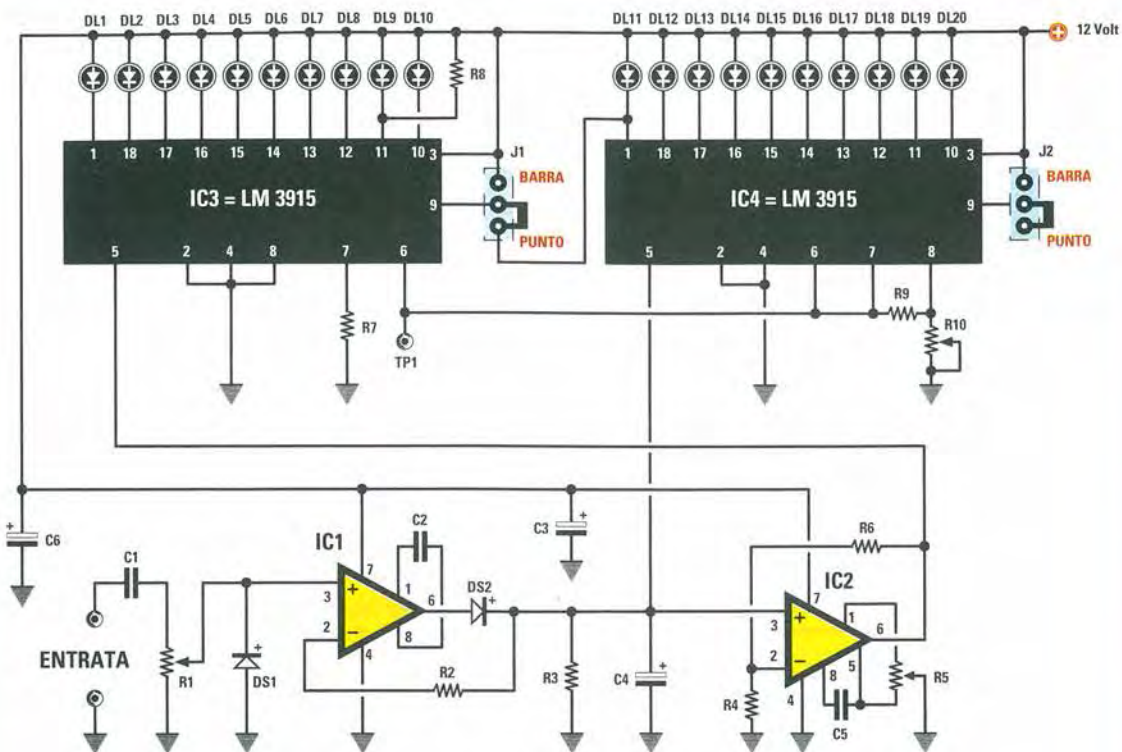 DL1 DL2 DL3 DL4 DL5 DL6 DL7 DL8 DL9 DL10
DL11 DL12 DL13 DL14 DL15 DL16 DL17 DL18 DL19 DL20
12 Volt
R8
1 18 17 16 15 14 13 12 11 10 3
J1
BARRA
IC3 = LM 3915
9
PUNTO
5 2 4 8 7 6
1 18 17 16 15 14 13 12 11 10 3
J2
BARRA
IC4 = LM 3915
9
PUNTO
5 2 4 6 7 8
R7
TP1
R9
R10
C6
+
C1
ENTRATA
R1
DS1
+
IC1
C2
3 + 7 1 6
2 − 8 4
R2
DS2
+
C3
+
R3
C4
+
R6
IC2
3 + 7 1 6
2 − 8 5 4
R4
C5
R5